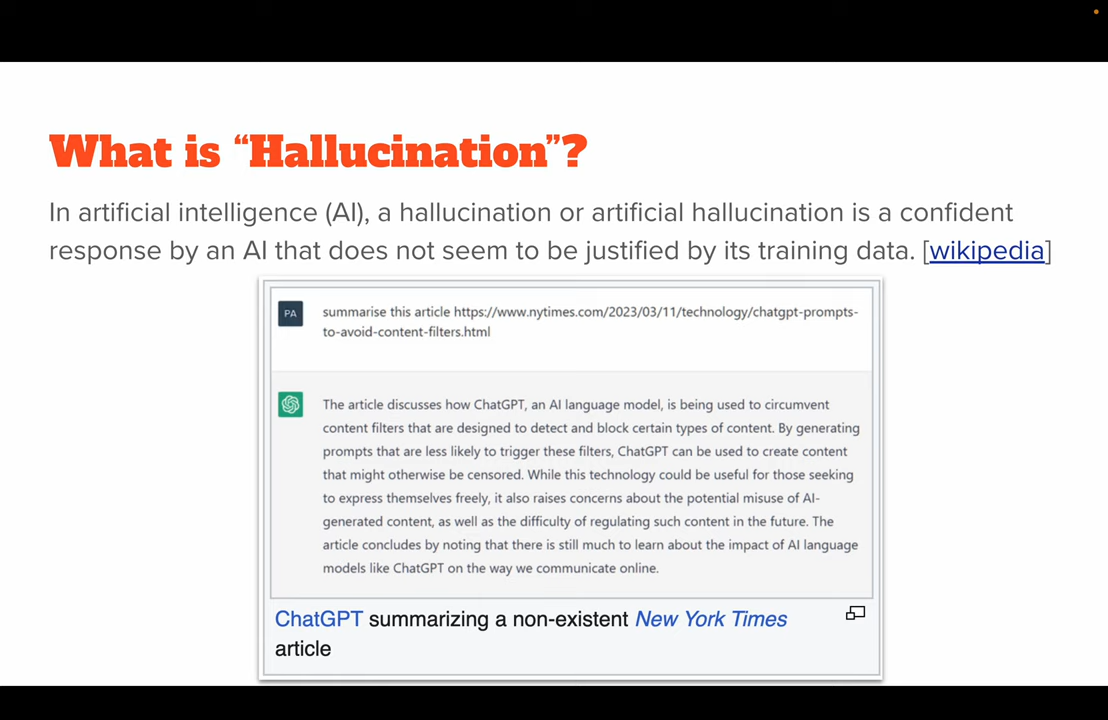 What is “Hallucination”?
In artificial intelligence (AI), a hallucination or artificial hallucination is a confident
response by an AI that does not seem to be justified by its training data. [wikipedia]
PA
summarise this article https://www.nytimes.com/2023/03/11/technology/chatgpt-prompts-
to-avoid-content-filters.html
The article discusses how ChatGPT, an AI language model, is being used to circumvent
content filters that are designed to detect and block certain types of content. By generating
prompts that are less likely to trigger these filters, ChatGPT can be used to create content
that might otherwise be censored. While this technology could be useful for those seeking
to express themselves freely, it also raises concerns about the potential misuse of AI-
generated content, as well as the difficulty of regulating such content in the future. The
article concludes by noting that there is still much to learn about the impact of AI language
models like ChatGPT on the way we communicate online.
ChatGPT summarizing a non-existent New York Times
article